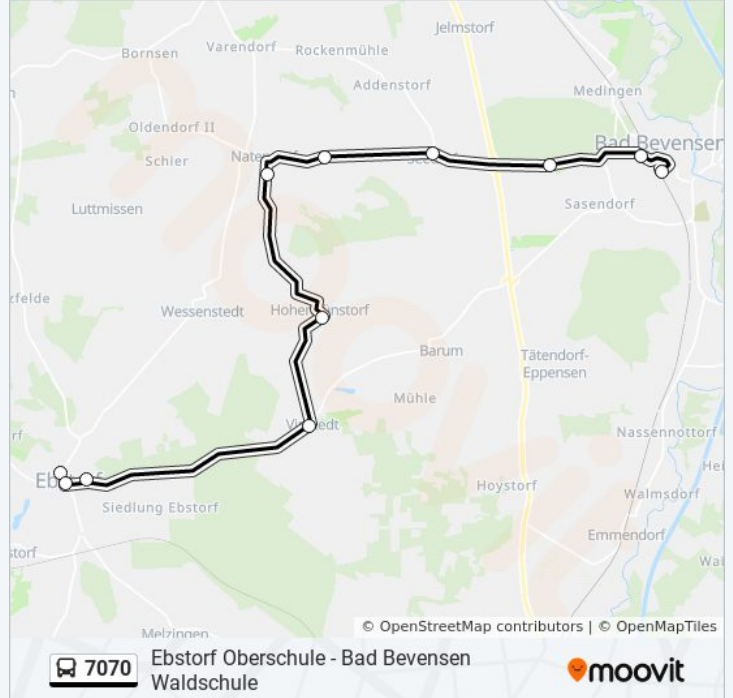 Jelmstorf
Varendorf
Rockenmühle
Bornsen
Addenstorf
Medingen
Oldendorf II
Bad Bevensen
Schier
Luttmissen
Sasendorf
Wessenstedt
Barum
Tätendorf-
Eppensen
Mühle
Nassennottorf
Hoystorf
Walmsdorf
Siedlung Ebstorf
Emmendorf
Melzingen
© OpenStreetMap contributors | © OpenMapTiles
7070
Ebstorf Oberschule - Bad Bevensen
Waldschule
moovit